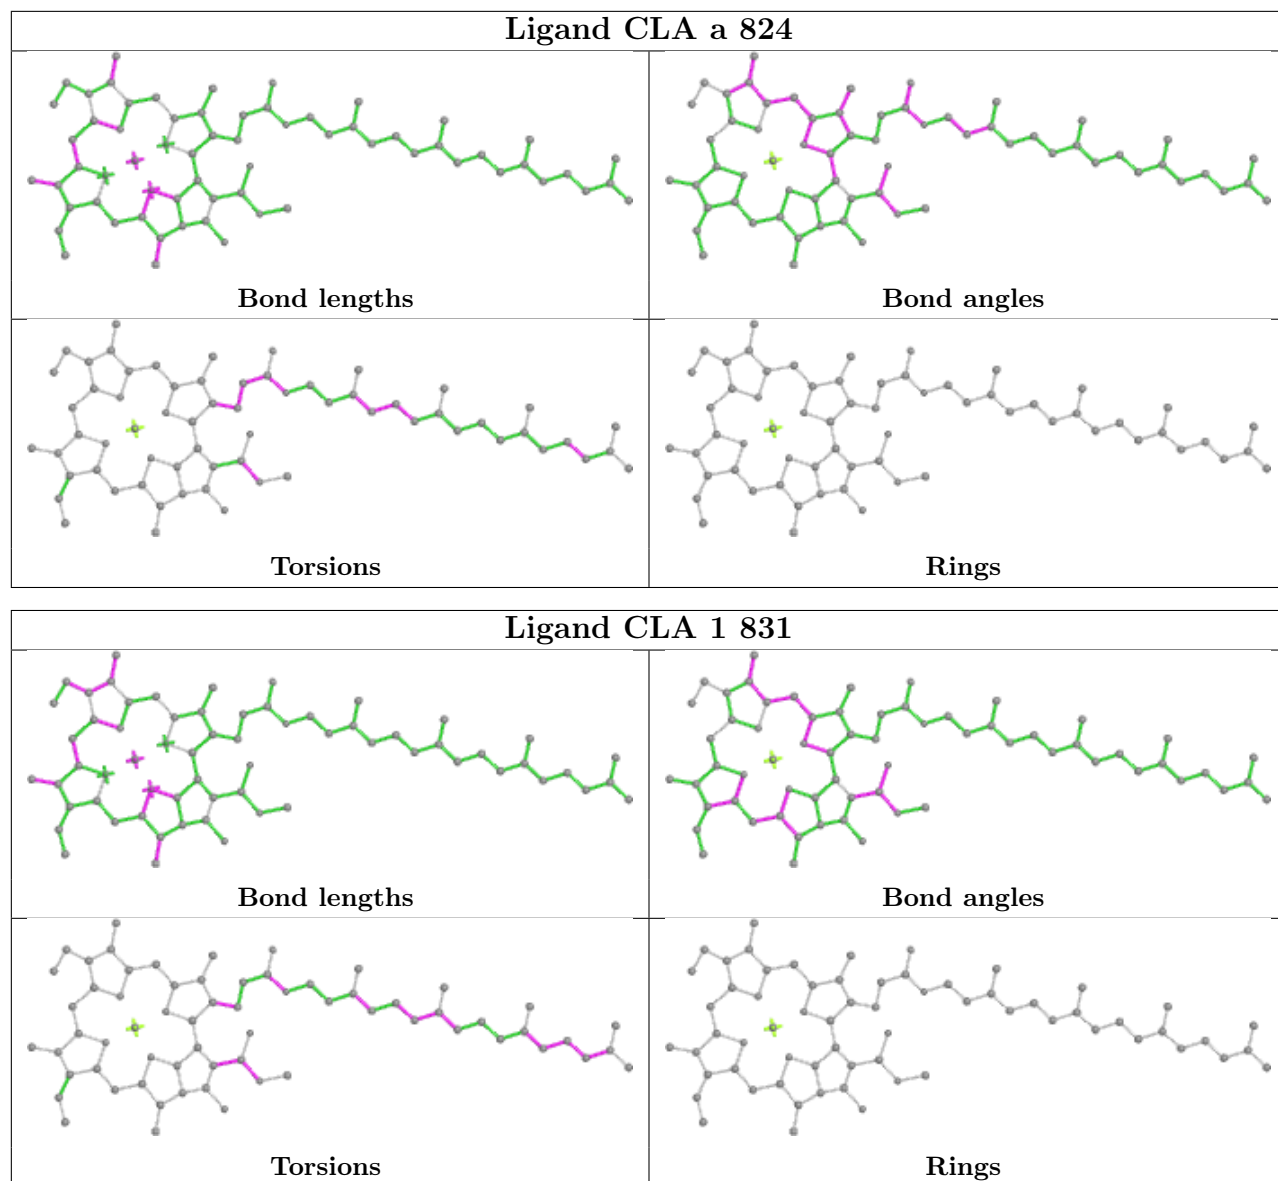 Ligand CLA a 824
Bond lengths
Bond angles
Torsions
Rings
Ligand CLA 1 831
Bond lengths
Bond angles
Torsions
Rings